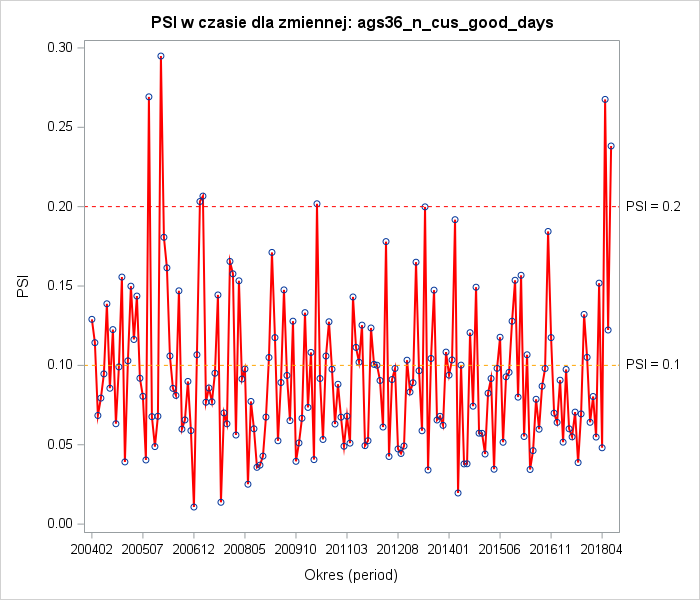 PSI w czasie dla zmiennej: ags36_n_cus_good_days
0.30
0.25
0.20
PSI = 0.2
0.15
PSI
0.10
PSI = 0.1
0.05
0.00
200402 200507 200612 200805 200910 201103 201208 201401 201506 201611 201804
Okres (period)